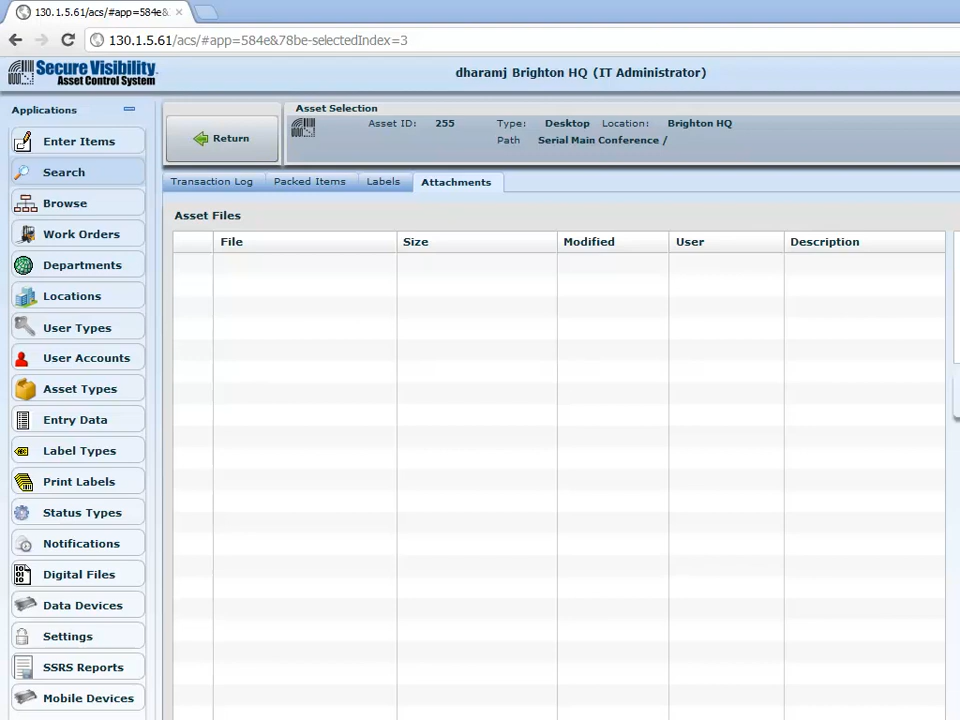 130.1.5.61/acs/#app=584e&
130.1.5.61/acs/#app=584e&78be-selectedIndex=3
Secure Visibility
Asset Control System
dharamj Brighton HQ (IT Administrator)
Applications
Enter Items
Search
Browse
Work Orders
Departments
Locations
User Types
User Accounts
Asset Types
Entry Data
Label Types
Print Labels
Status Types
Notifications
Digital Files
Data Devices
Settings
SSRS Reports
Mobile Devices
Return
Asset Selection
Asset ID: 255 Type: Desktop Location: Brighton HQ
Path Serial Main Conference /
Transaction Log Packed Items Labels Attachments
Asset Files
File Size Modified User Description